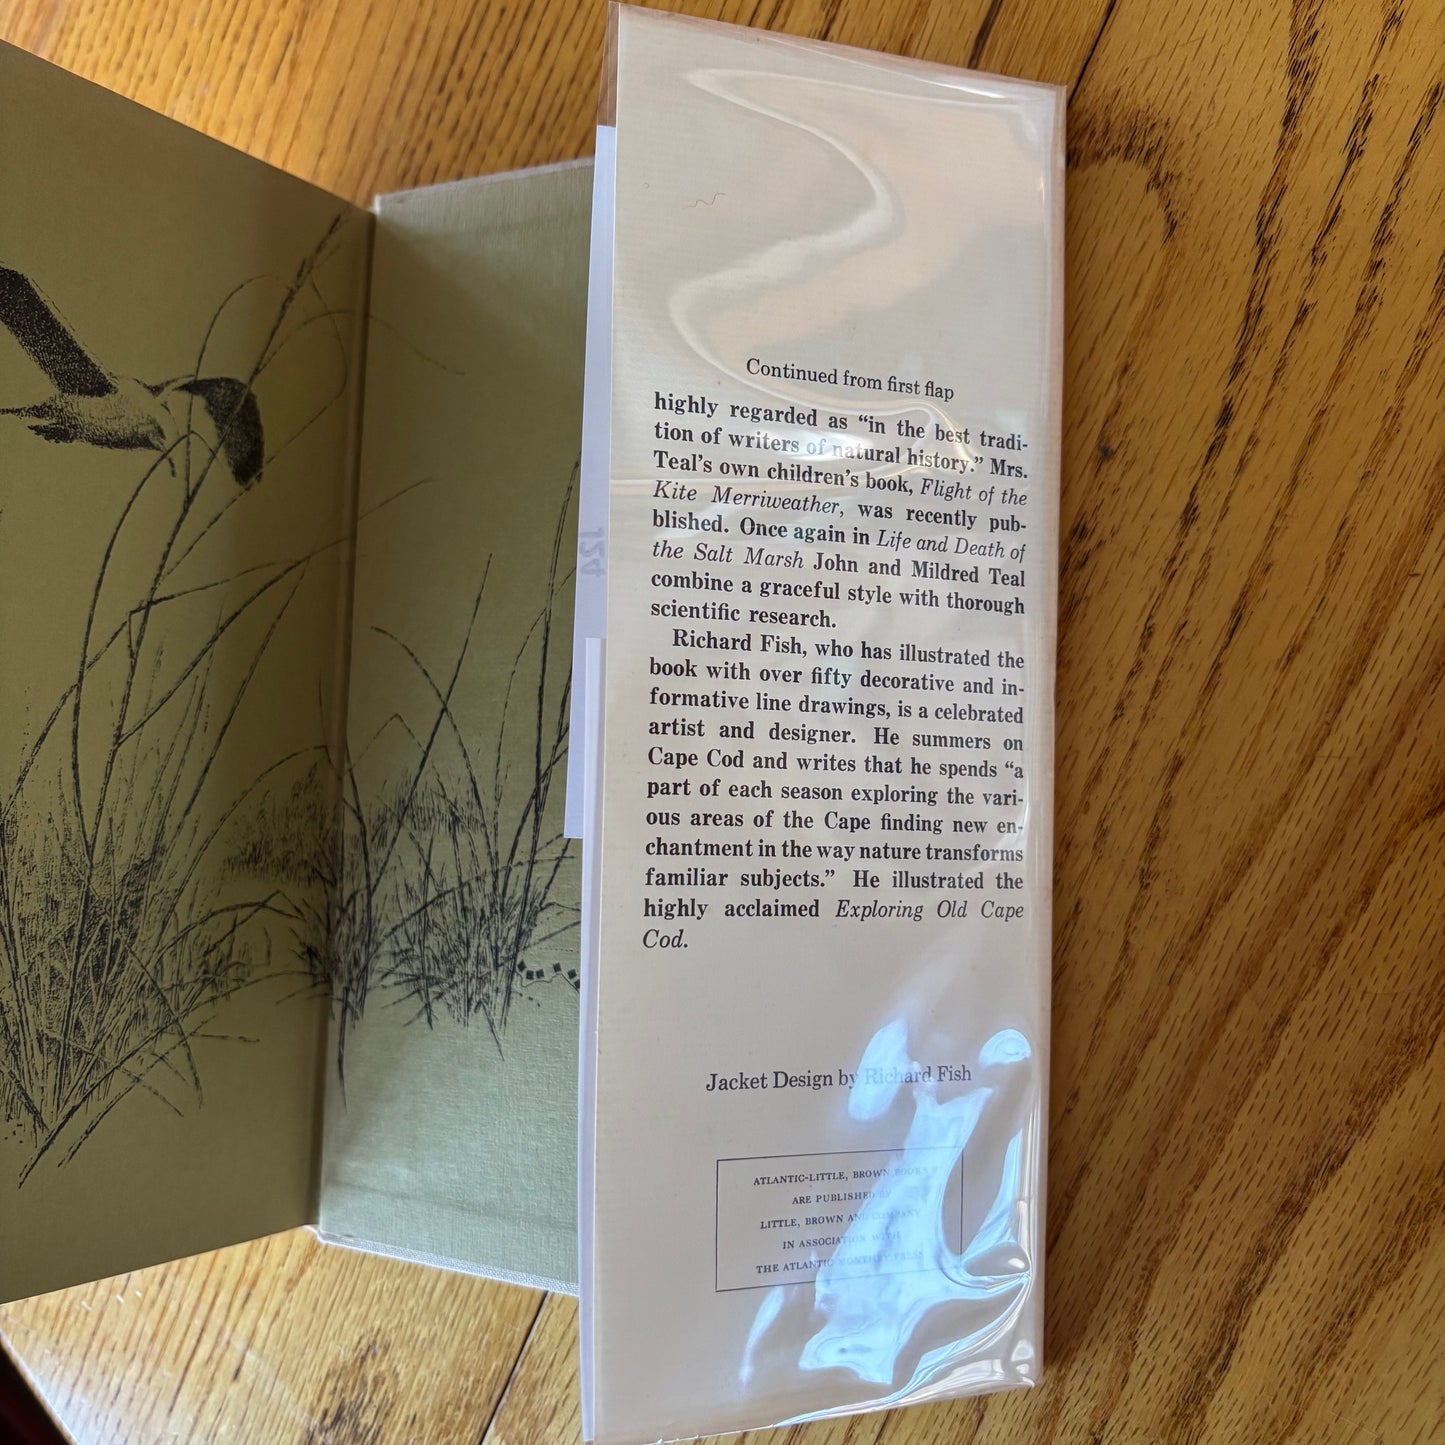 Continued from first flap
highly regarded as “in the best tradi-
tion of writers of natural history.” Mrs.
Teal’s own children’s book, Flight of the
Kite Merriweather, was recently pub-
lished. Once again in Life and Death of
the Salt Marsh John and Mildred Teal
combine a graceful style with thorough
scientific research.
Richard Fish, who has illustrated the
book with over fifty decorative and in-
formative line drawings, is a celebrated
artist and designer. He summers on
Cape Cod and writes that he spends “a
part of each season exploring the vari-
ous areas of the Cape finding new en-
chantment in the way nature transforms
familiar subjects.” He illustrated the
highly acclaimed Exploring Old Cape
Cod.
Jacket Design by Richard Fish
ATLANTIC-LITTLE, BROWN BOOKS
ARE PUBLISHED BY
LITTLE, BROWN AND COMPANY
IN ASSOCIATION WITH
THE ATLANTIC MONTHLY PRESS